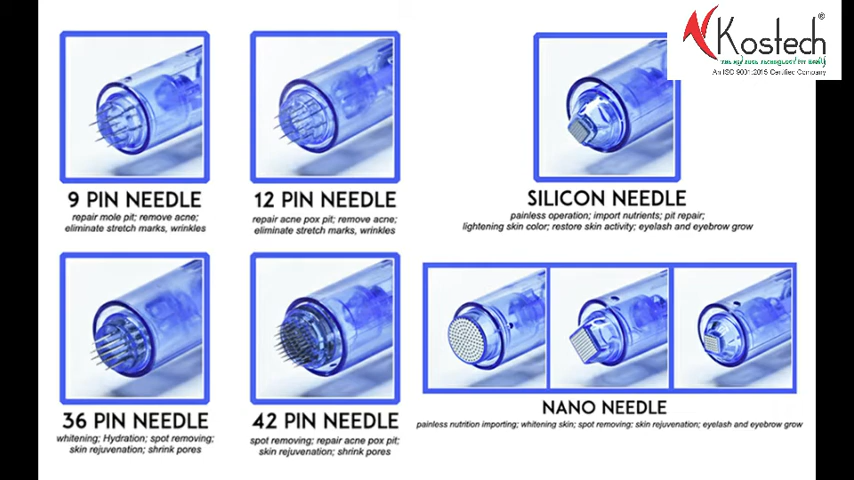 Kostech®
An ISO 9001:2015 Certified Company
9 PIN NEEDLE
repair mole pit; remove acne;
eliminate stretch marks, wrinkles
12 PIN NEEDLE
repair acne pox pit; remove acne;
eliminate stretch marks, wrinkles
SILICON NEEDLE
painless operation; import nutrients; pit repair;
lightening skin color; restore skin activity; eyelash and eyebrow grow
36 PIN NEEDLE
whitening; Hydration; spot removing;
skin rejuvenation; shrink pores
42 PIN NEEDLE
spot removing; repair acne pox pit;
skin rejuvenation; shrink pores
NANO NEEDLE
painless nutrition importing; whitening skin; spot removing; skin rejuvenation; eyelash and eyebrow grow